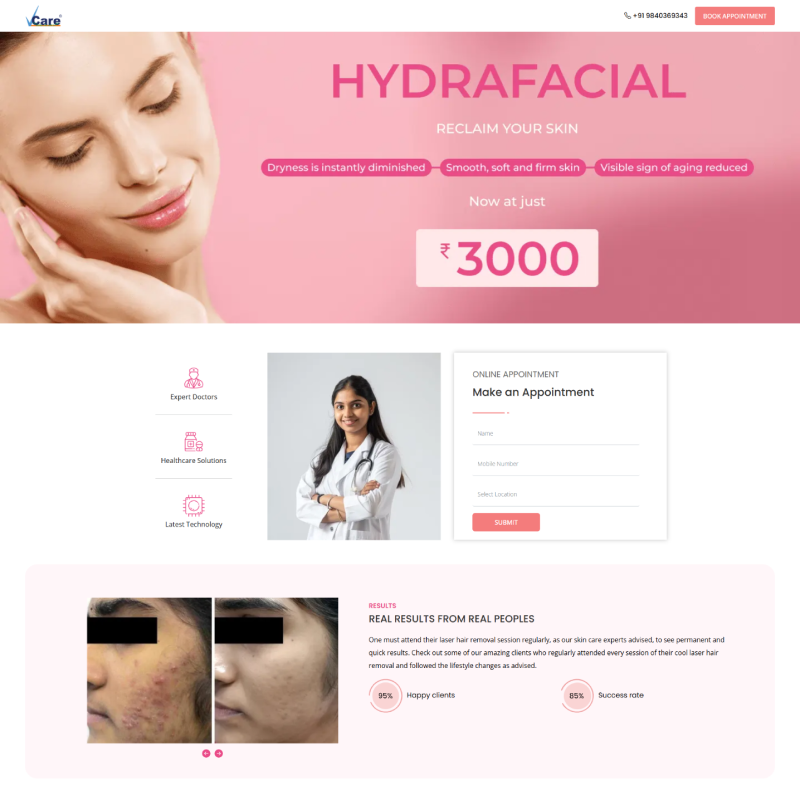 VCare
+91 9840369343
BOOK APPOINTMENT
HYDRAFACIAL
RECLAIM YOUR SKIN
Dryness is instantly diminished
Smooth, soft and firm skin
Visible sign of aging reduced
Now at just
₹3000
Expert Doctors
Healthcare Solutions
Latest Technology
ONLINE APPOINTMENT
Make an Appointment
Name
Mobile Number
Select Location
SUBMIT
RESULTS
REAL RESULTS FROM REAL PEOPLES
One must attend their laser hair removal session regularly, as our skin care experts advised, to see permanent and
quick results. Check out some of our amazing clients who regularly attended every session of their cool laser hair
removal and followed the lifestyle changes as advised.
95% Happy clients
85% Success rate